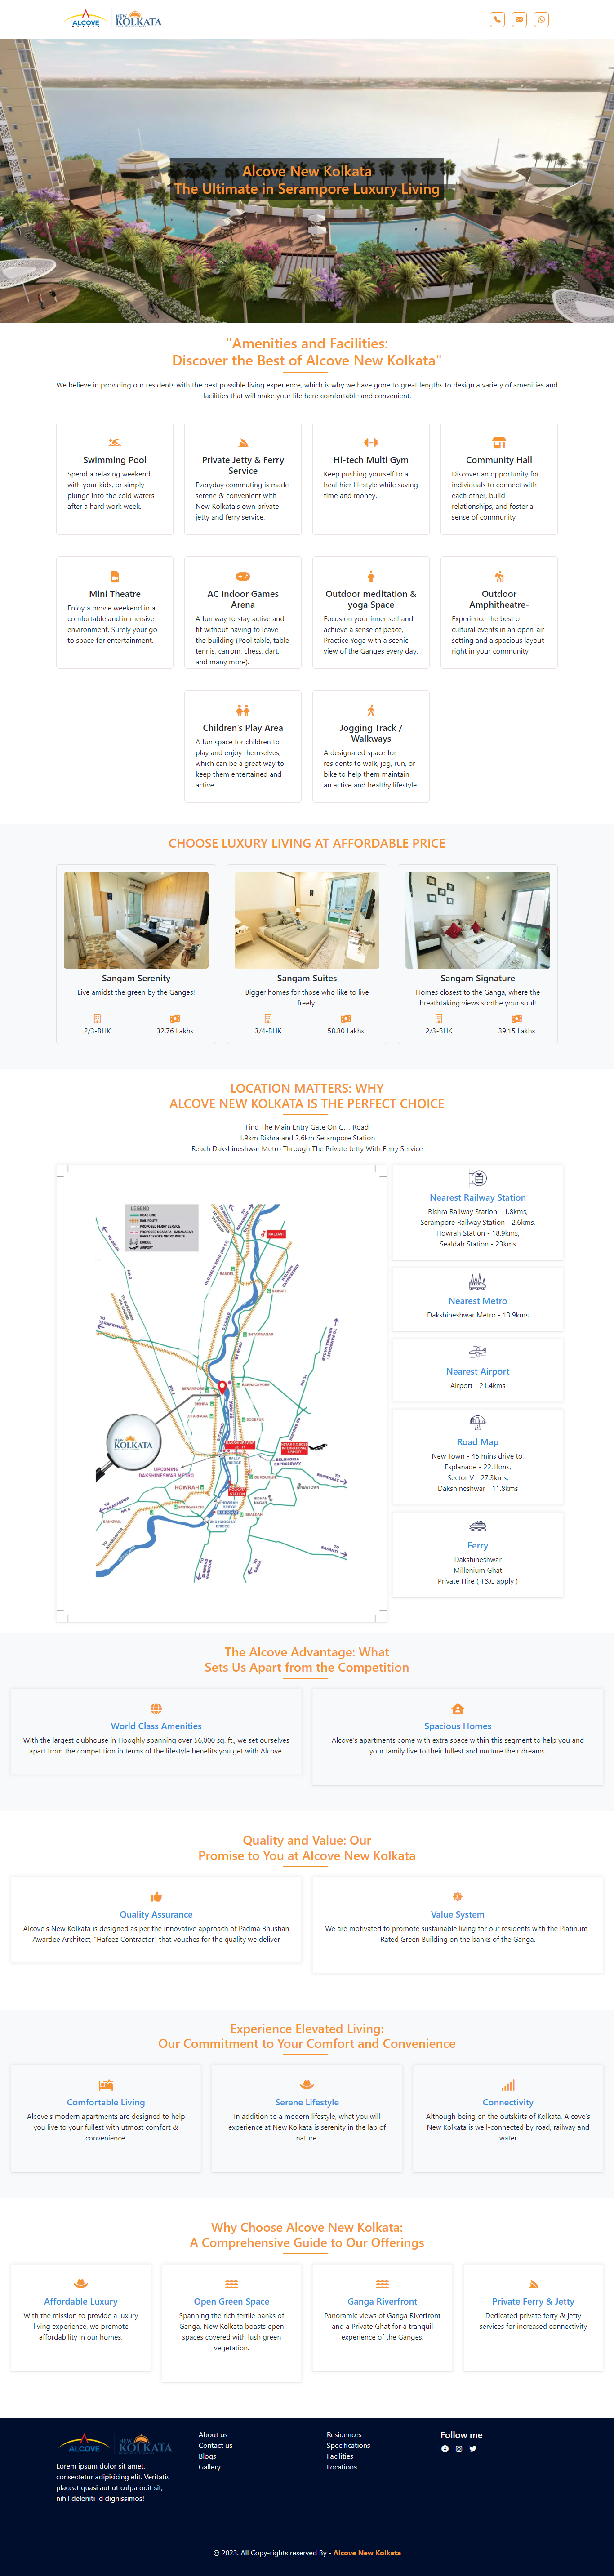 ALCOVE
REALTY
NEW
KOLKATA
Alcove New Kolkata
The Ultimate in Serampore Luxury Living
"Amenities and Facilities:
Discover the Best of Alcove New Kolkata"
We believe in providing our residents with the best possible living experience, which is why we have gone to great lengths to design a variety of amenities and
facilities that will make your life here comfortable and convenient.
Swimming Pool
Spend a relaxing weekend
with your kids, or simply
plunge into the cold waters
after a hard work week.
Private Jetty & Ferry
Service
Everyday commuting is made
serene & convenient with
New Kolkata's own private
jetty and ferry service.
Hi-tech Multi Gym
Keep pushing yourself to a
healthier lifestyle while saving
time and money.
Community Hall
Discover an opportunity for
individuals to connect with
each other, build
relationships, and foster a
sense of community
Mini Theatre
Enjoy a movie weekend in a
comfortable and immersive
environment, Surely your go-
to space for entertainment.
AC Indoor Games
Arena
A fun way to stay active and
fit without having to leave
the building (Pool table, table
tennis, carrom, chess, dart,
and many more).
Outdoor meditation &
yoga Space
Focus on your inner self and
achieve a sense of peace,
Practice Yoga with a scenic
view of the Ganges every day.
Outdoor
Amphitheatre-
Experience the best of
cultural events in an open-air
setting and a spacious layout
right in your community
Children's Play Area
A fun space for children to
play and enjoy themselves,
which can be a great way to
keep them entertained and
active.
Jogging Track /
Walkways
A designated space for
residents to walk, jog, run, or
bike to help them maintain
an active and healthy lifestyle.
CHOOSE LUXURY LIVING AT AFFORDABLE PRICE
Sangam Serenity
Live amidst the green by the Ganges!
2/3-BHK
32.76 Lakhs
Sangam Suites
Bigger homes for those who like to live
freely!
3/4-BHK
58.80 Lakhs
Sangam Signature
Homes closest to the Ganga, where the
breathtaking views soothe your soul!
2/3-BHK
39.15 Lakhs
LOCATION MATTERS: WHY
ALCOVE NEW KOLKATA IS THE PERFECT CHOICE
Find The Main Entry Gate On G.T. Road
1.9km Rishra and 2.6km Serampore Station
Reach Dakshineshwar Metro Through The Private Jetty With Ferry Service
LEGEND
ROAD LINE
RAIL ROUTE
PROPOSED FERRY SERVICE
PROPOSED NOAPARA - BARANAGAR -
BARRACKPORE METRO ROUTE
BRIDGE
AIRPORT
KALYANI
BANDEL
NAIHATI
SHYAMNAGAR
BARRACKPORE
SERAMPORE
RISHRA
UTTARPARA
SODEPUR
NEW
KOLKATA
DAKSHINESWAR
JETTY
BALLY
BRIDGE
NETAJI S.C BOSE
INTERNATIONAL
AIRPORT
UPCOMING
DAKSHINESWAR METRO
BELGHORIA
EXPRESSWAY
DUMDUM JN
HOWRAH
SANTRAGACHI
BIDHAN
NAGAR
NEWTOWN
SEALDAH
Nearest Railway Station
Rishra Railway Station - 1.8kms,
Serampore Railway Station - 2.6kms,
Howrah Station - 18.9kms,
Sealdah Station - 23kms
Nearest Metro
Dakshineshwar Metro - 13.9kms
Nearest Airport
Airport - 21.4kms
Road Map
New Town - 45 mins drive to,
Esplanade - 22.1kms,
Sector V - 27.3kms,
Dakshineshwar - 11.8kms
Ferry
Dakshineshwar
Millenium Ghat
Private Hire ( T&C apply )
The Alcove Advantage: What
Sets Us Apart from the Competition
World Class Amenities
With the largest clubhouse in Hooghly spanning over 56,000 sq. ft., we set ourselves
apart from the competition in terms of the lifestyle benefits you get with Alcove.
Spacious Homes
Alcove's apartments come with extra space within this segment to help you and
your family live to their fullest and nurture their dreams.
Quality and Value: Our
Promise to You at Alcove New Kolkata
Quality Assurance
Alcove's New Kolkata is designed as per the innovative approach of Padma Bhushan
Awardee Architect, "Hafeez Contractor" that vouches for the quality we deliver
Value System
We are motivated to promote sustainable living for our residents with the Platinum-
Rated Green Building on the banks of the Ganga.
Experience Elevated Living:
Our Commitment to Your Comfort and Convenience
Comfortable Living
Alcove's modern apartments are designed to help
you live to your fullest with utmost comfort &
convenience.
Serene Lifestyle
In addition to a modern lifestyle, what you will
experience at New Kolkata is serenity in the lap of
nature.
Connectivity
Although being on the outskirts of Kolkata, Alcove's
New Kolkata is well-connected by road, railway and
water
Why Choose Alcove New Kolkata:
A Comprehensive Guide to Our Offerings
Affordable Luxury
With the mission to provide a luxury
living experience, we promote
affordability in our homes.
Open Green Space
Spanning the rich fertile banks of
Ganga, New Kolkata boasts open
spaces covered with lush green
vegetation.
Ganga Riverfront
Panoramic views of Ganga Riverfront
and a Private Ghat for a tranquil
experience of the Ganges.
Private Ferry & Jetty
Dedicated private ferry & jetty
services for increased connectivity
ALCOVE
NEW
KOLKATA
Lorem ipsum dolor sit amet,
consectetur adipisicing elit. Veritatis
placeat quasi aut ut culpa odit sit,
nihil deleniti id dignissimos!
About us
Contact us
Blogs
Gallery
Residences
Specifications
Facilities
Locations
Follow me
© 2023. All Copy-rights reserved By - Alcove New Kolkata